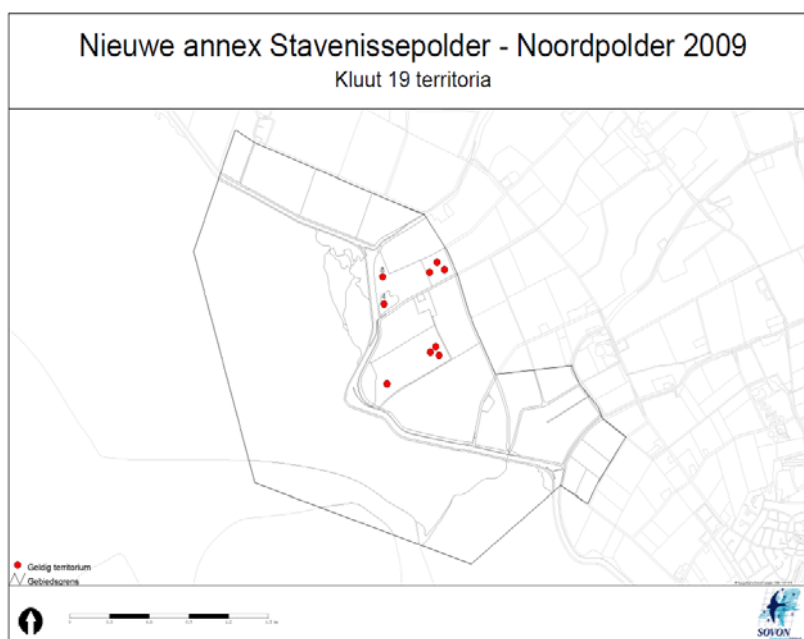 Nieuwe annex Stavenissepolder - Noordpolder 2009
Kluut 19 territoria
Geldig territorium
Gebiedsgrens
SOVON